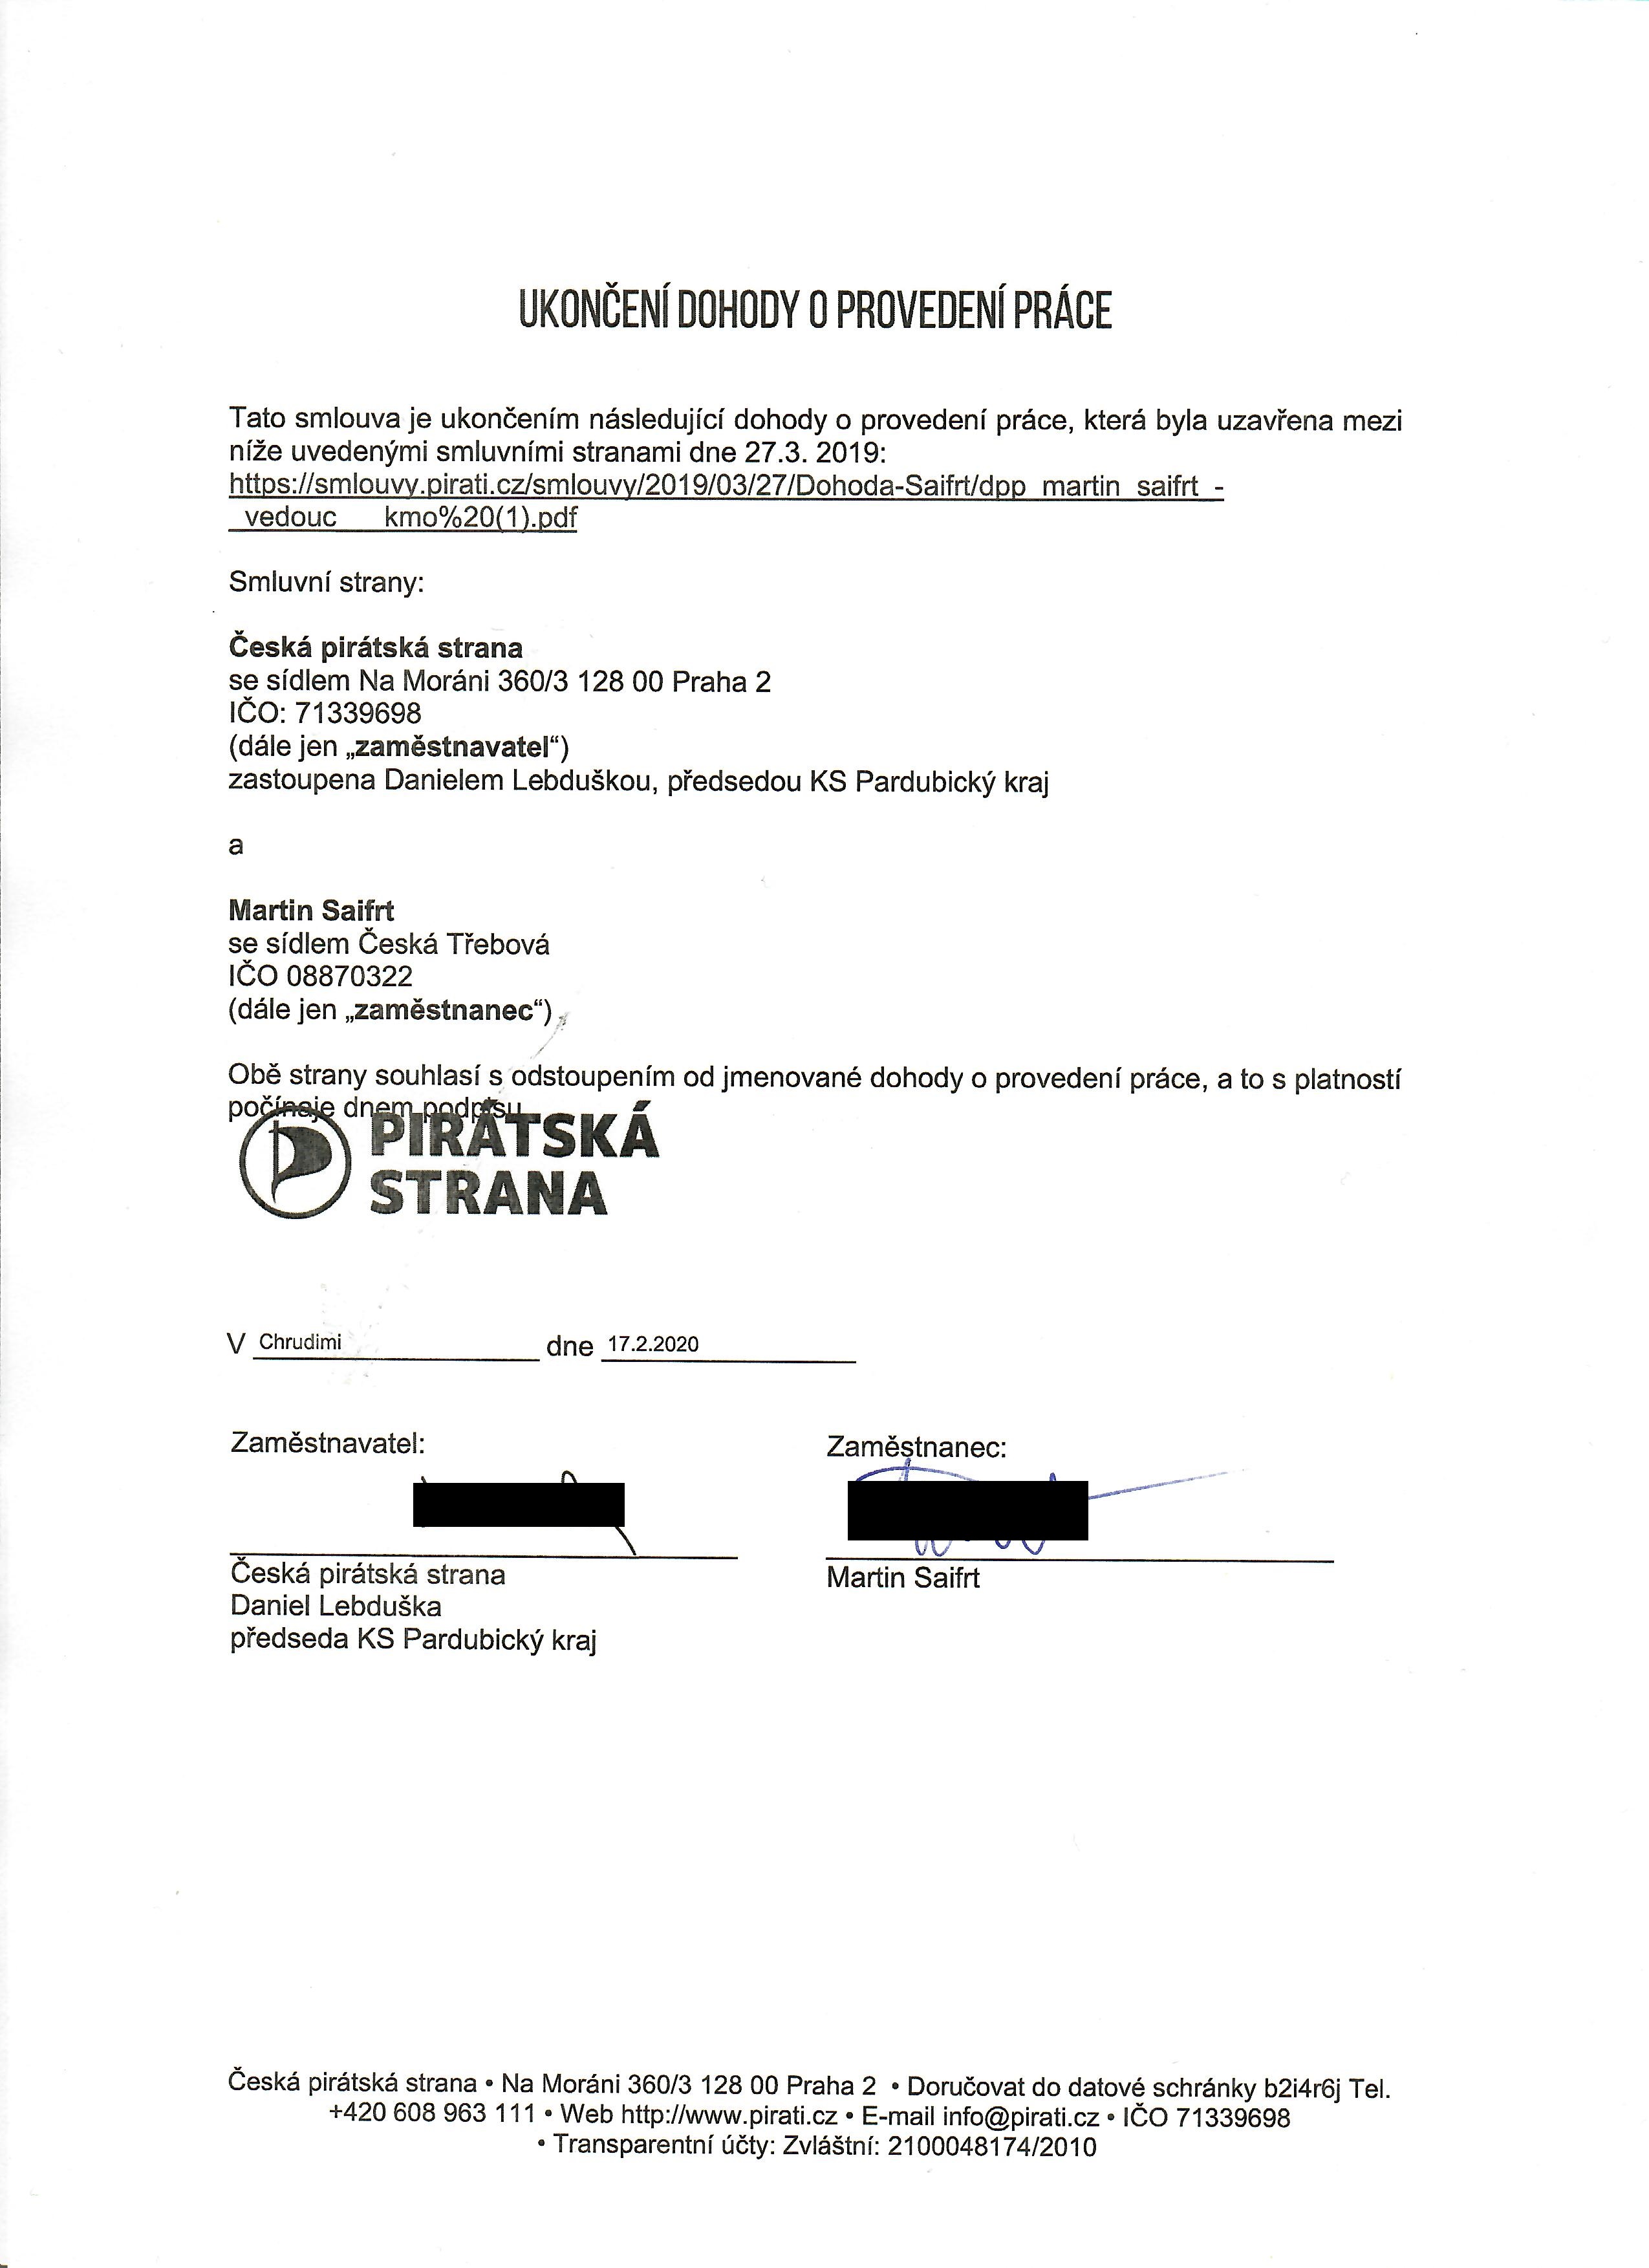 UKONČENÍ DOHODY O PROVEDENÍ PRÁCE
Tato smlouva je ukončením následující dohody o provedení práce, která byla uzavřena mezi
níže uvedenými smluvními stranami dne 27.3. 2019:
https://smlouvy.pirati.cz/smlouvy/2019/03/27/Dohoda-Saifrt/dpp_martin_saifrt_-
_vedouc___kmo%20(1).pdf
Smluvní strany:
Česká pirátská strana
se sídlem Na Moráni 360/3 128 00 Praha 2
IČO: 71339698
(dále jen „zaměstnavatel“)
zastoupena Danielem Lebduškou, předsedou KS Pardubický kraj
a
Martin Saifrt
se sídlem Česká Třebová
IČO 08870322
(dále jen „zaměstnanec“)
Obě strany souhlasí s odstoupením od jmenované dohody o provedení práce, a to s platností
počínaje dnem podpisu
PIRÁTSKÁ
STRANA
V Chrudimi dne 17.2.2020
Zaměstnavatel: Zaměstnanec:
Česká pirátská strana Martin Saifrt
Daniel Lebduška
předseda KS Pardubický kraj
Česká pirátská strana • Na Moráni 360/3 128 00 Praha 2 • Doručovat do datové schránky b2i4r6j Tel.
+420 608 963 111 • Web http://www.pirati.cz • E-mail info@pirati.cz • IČO 71339698
• Transparentní účty: Zvláštní: 2100048174/2010